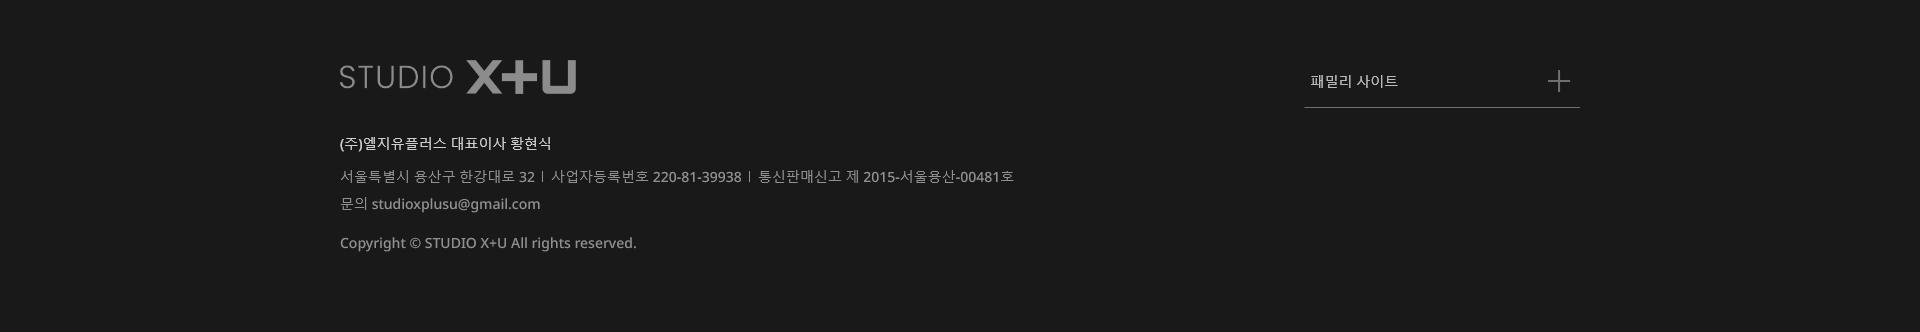 STUDIO X+U
패밀리 사이트
(주)엘지유플러스 대표이사 황현식
서울특별시 용산구 한강대로 32 | 사업자등록번호 220-81-39938 | 통신판매신고 제 2015-서울용산-00481호
문의 studioxplusu@gmail.com
Copyright © STUDIO X+U All rights reserved.